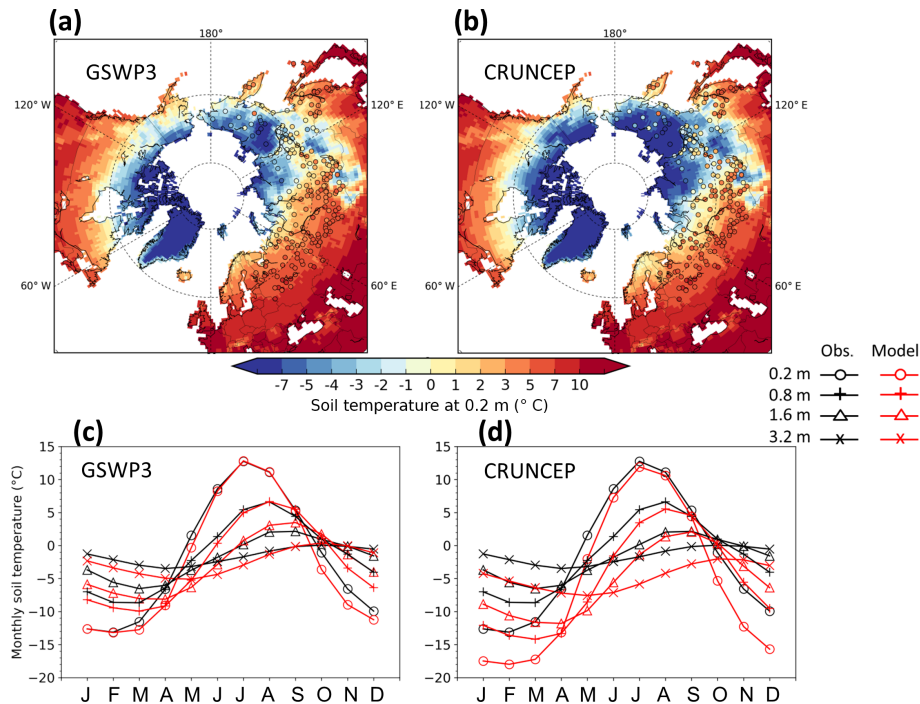 (a)
(b)
180°
180°
GSWP3
CRUNCEP
120° W
120° E
120° W
120° E
60° W
60° E
60° W
60° E
-7 -5 -4 -3 -2 -1 0 1 2 3 4 5 7 10
Soil temperature at 0.2 m (° C)
Obs. Model
0.2 m
0.8 m
1.6 m
3.2 m
(c)
(d)
GSWP3
CRUNCEP
Monthly soil temperature (°C)
15
10
5
0
−5
−10
−15
−20
J F M A M J J A S O N D
15
10
5
0
−5
−10
−15
−20
J F M A M J J A S O N D